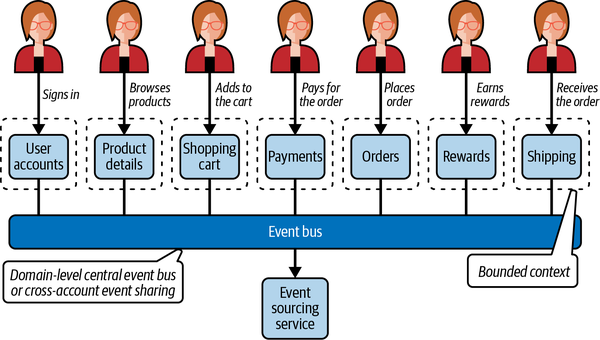 Signs in
Browses
products
Adds to
the cart
Pays for
the order
Places
order
Earns
rewards
Receives
the order
User
accounts
Product
details
Shopping
cart
Payments
Orders
Rewards
Shipping
Event bus
Domain-level central event bus
or cross-account event sharing
Bounded context
Event
sourcing
service